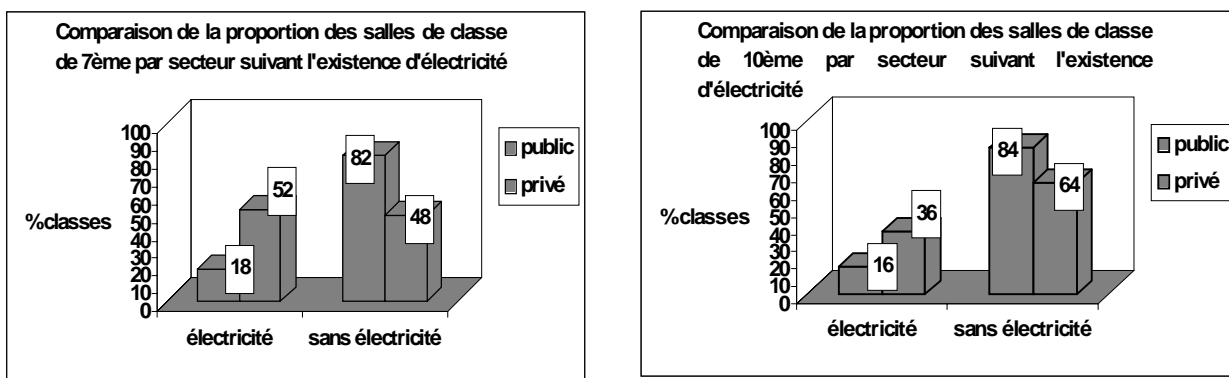 Comparaison de la proportion des salles de classe
de 7ème par secteur suivant l'existence d'électricité
100
90
80
70
60
50
40
30
20
10
0
%classes
18
52
82
48
électricité
sans électricité
public
privé
Comparaison de la proportion des salles de classe
de 10ème par secteur suivant l'existence
d'électricité
100
90
80
70
60
50
40
30
20
10
0
%classes
16
36
84
64
électricité
sans électricité
public
privé